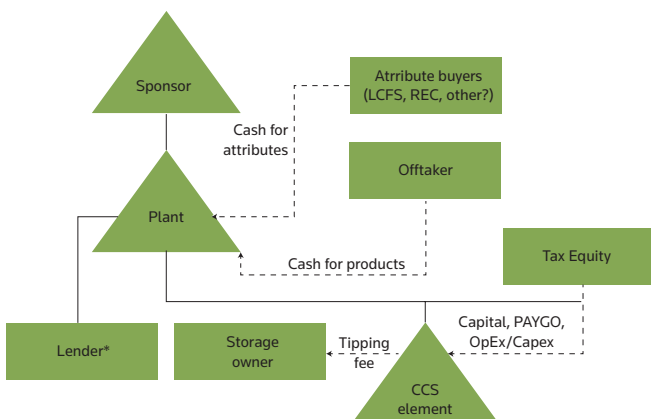 Sponsor
Atrribute buyers
(LCFS, REC, other?)
Cash for
attributes
Offtaker
Plant
Cash for products
Tax Equity
Lender*
Storage
owner
Tipping
fee
Capital, PAYGO,
OpEx/Capex
CCS
element